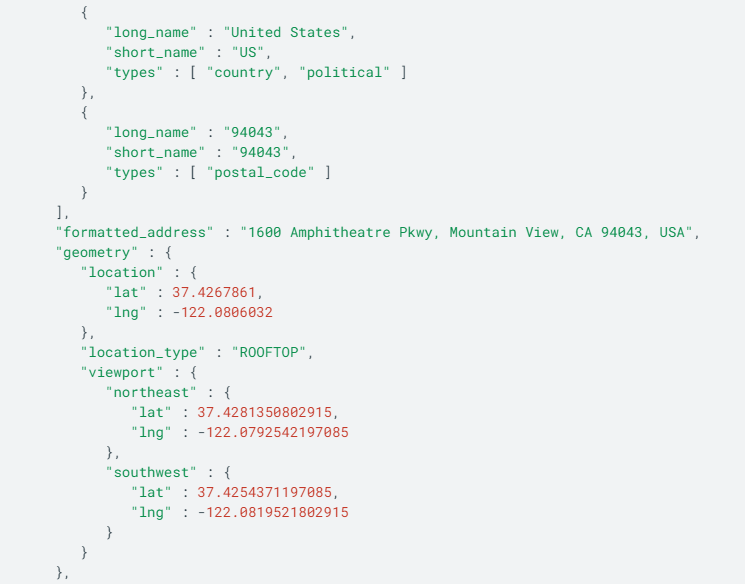 {
"long_name" : "United States",
"short_name" : "US",
"types" : [ "country", "political" ]
},
{
"long_name" : "94043",
"short_name" : "94043",
"types" : [ "postal_code" ]
}
],
"formatted_address" : "1600 Amphitheatre Pkwy, Mountain View, CA 94043, USA",
"geometry" : {
"location" : {
"lat" : 37.4267861,
"lng" : -122.0806032
},
"location_type" : "ROOFTOP",
"viewport" : {
"northeast" : {
"lat" : 37.4281350802915,
"lng" : -122.0792542197085
},
"southwest" : {
"lat" : 37.4254371197085,
"lng" : -122.0819521802915
}
}
},